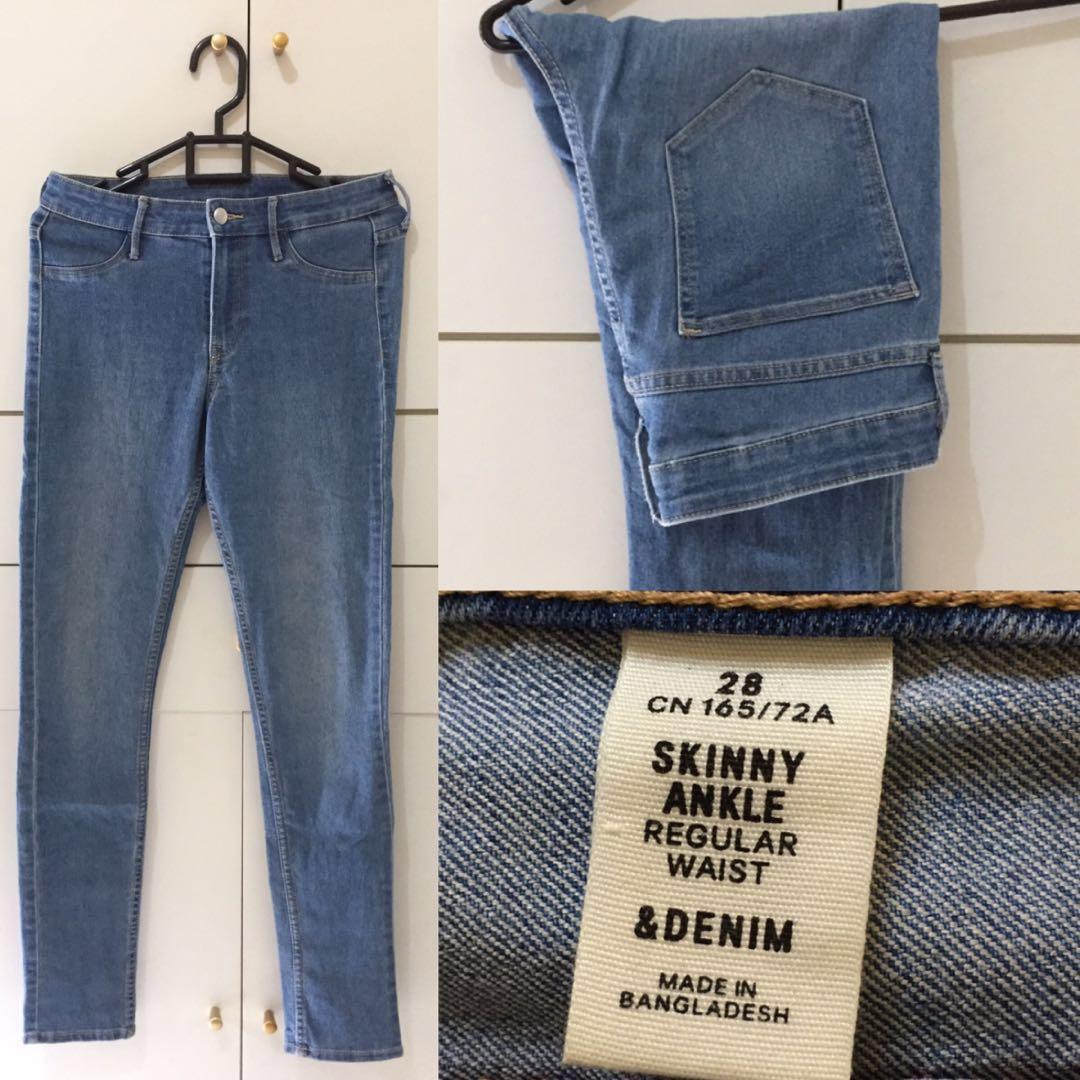 28
CN 165/72A
SKINNY
ANKLE
REGULAR
WAIST
&DENIM
MADE IN
BANGLADESH